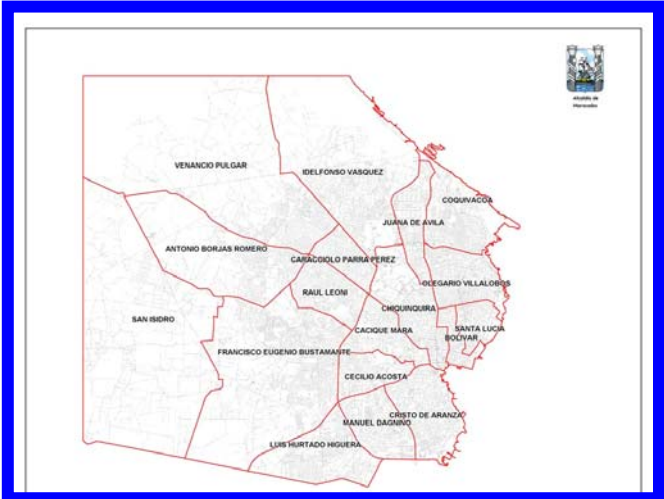 Alcaldía de
Maracaibo
VENANCIO PULGAR
IDELFONSO VASQUEZ
COQUIVACOA
JUANA DE AVILA
ANTONIO BORJAS ROMERO
CARACCIOLO PARRA PEREZ
OLEGARIO VILLALOBOS
RAUL LEONI
CHIQUINQUIRA
SAN ISIDRO
CACIQUE MARA
SANTA LUCIA
BOLIVAR
FRANCISCO EUGENIO BUSTAMANTE
CECILIO ACOSTA
CRISTO DE ARANZA
MANUEL DAGNINO
LUIS HURTADO HIGUERA